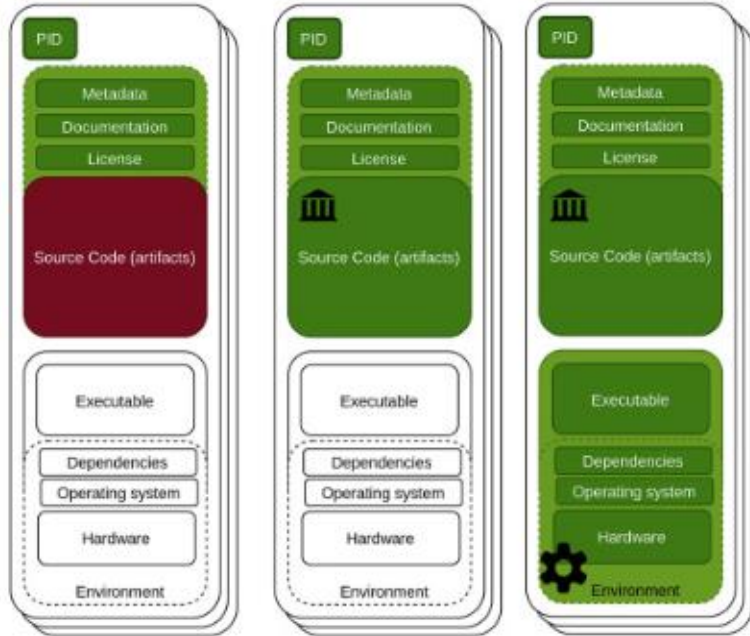 PID
Metadata
Documentation
License
Source Code (artifacts)
Executable
Dependencies
Operating system
Hardware
Environment
PID
Metadata
Documentation
License
Source Code (artifacts)
Executable
Dependencies
Operating system
Hardware
Environment
PID
Metadata
Documentation
License
Source Code (artifacts)
Executable
Dependencies
Operating system
Hardware
Environment